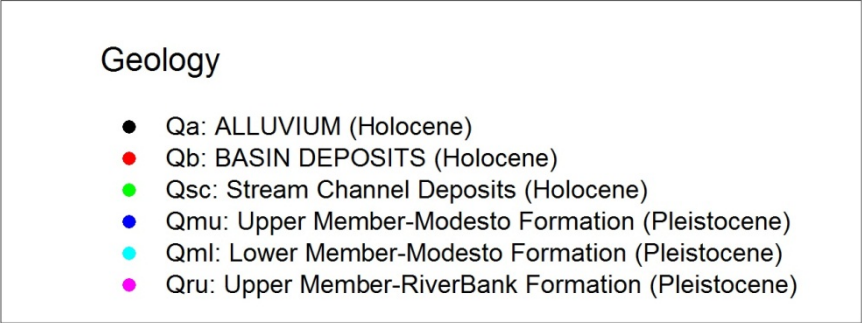 Geology
Qa: ALLUVIUM (Holocene)
Qb: BASIN DEPOSITS (Holocene)
Qsc: Stream Channel Deposits (Holocene)
Qmu: Upper Member-Modesto Formation (Pleistocene)
Qml: Lower Member-Modesto Formation (Pleistocene)
Qru: Upper Member-RiverBank Formation (Pleistocene)